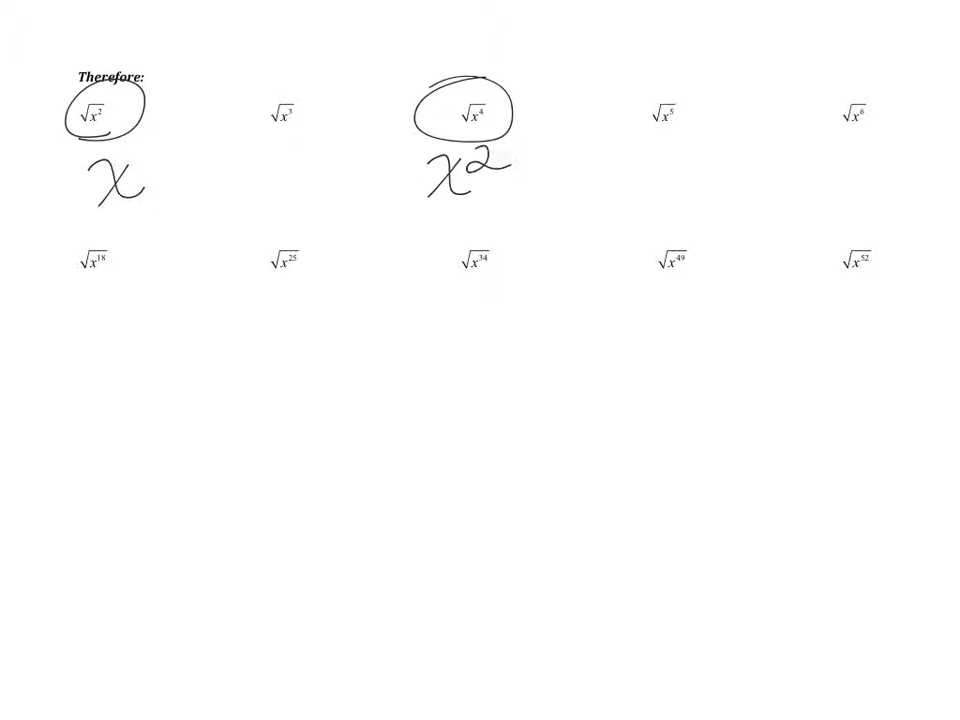 Therefore:
√x² √x³ √x⁴ √x⁵ √x⁶
x x²
√x¹⁸ √x²⁵ √x³⁴ √x⁴⁹ √x⁵²